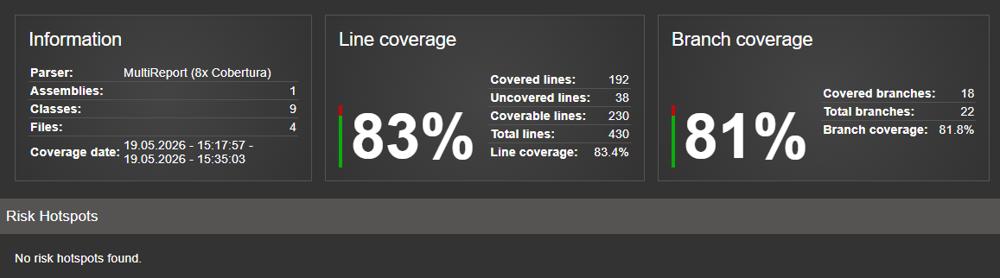 Information
Parser: MultiReport (8x Cobertura)
Assemblies: 1
Classes: 9
Files: 4
Coverage date: 19.05.2026 - 15:17:57 -
19.05.2026 - 15:35:03
Line coverage
83%
Covered lines: 192
Uncovered lines: 38
Coverable lines: 230
Total lines: 430
Line coverage: 83.4%
Branch coverage
81%
Covered branches: 18
Total branches: 22
Branch coverage: 81.8%
Risk Hotspots
No risk hotspots found.